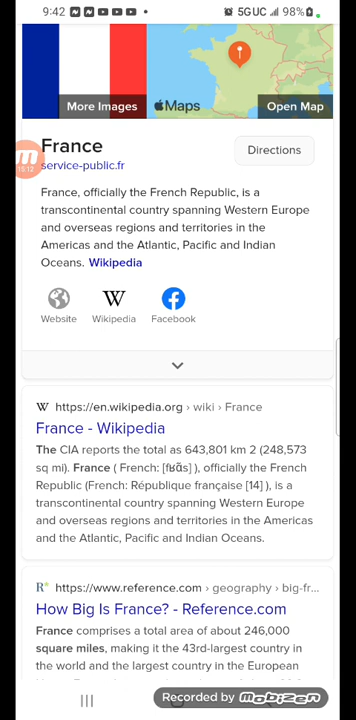 9:42
5GUC 98%
More Images
Maps
Open Map
France
Directions
15:12
service-public.fr
France, officially the French Republic, is a
transcontinental country spanning Western Europe
and overseas regions and territories in the
Americas and the Atlantic, Pacific and Indian
Oceans. Wikipedia
W
Website
Wikipedia
Facebook
W https://en.wikipedia.org › wiki › France
France - Wikipedia
The CIA reports the total as 643,801 km 2 (248,573
sq mi). France ( French: [fʁɑ̃s] ), officially the French
Republic (French: République française [14] ), is a
transcontinental country spanning Western Europe
and overseas regions and territories in the Americas
and the Atlantic, Pacific and Indian Oceans.
R* https://www.reference.com › geography › big-fr...
How Big Is France? - Reference.com
France comprises a total area of about 246,000
square miles, making it the 43rd-largest country in
the world and the largest country in the European
Recorded by mobizen